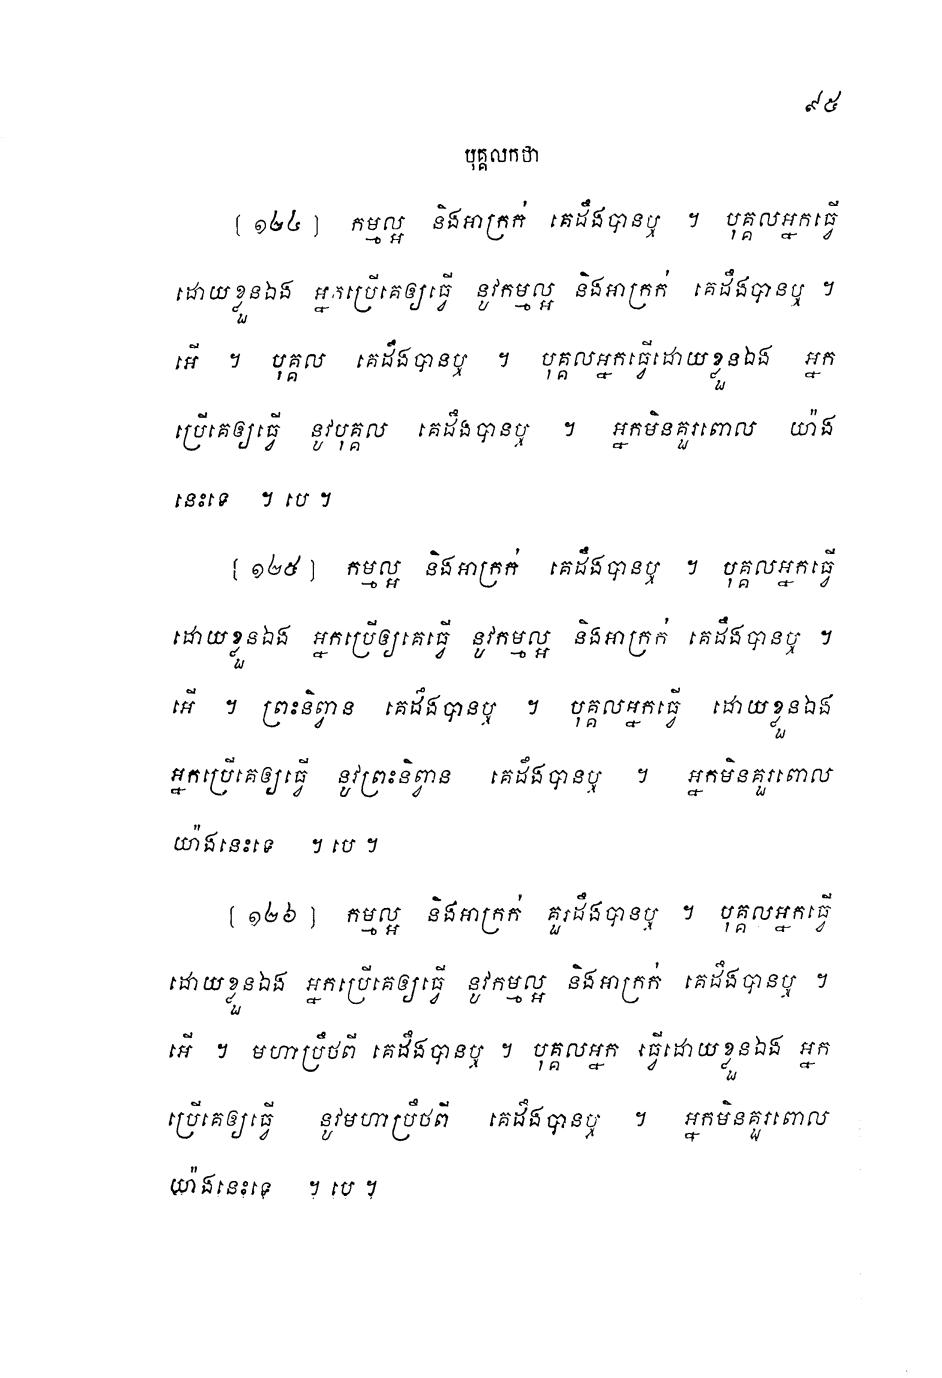 ៩៥
បុគ្គលកថា
[ ១២៤ ] កម្មល្អ និងអាក្រក់ គេដឹងបានឬ ។ បុគ្គលអ្នកធ្វើ
ដោយខ្លួនឯង អ្នកប្រើគេឲ្យធ្វើ នូវកម្មល្អ និងអាក្រក់ គេដឹងបានឬ ។
អើ ។ បុគ្គល គេដឹងបានឬ ។ បុគ្គលអ្នកធ្វើដោយខ្លួនឯង អ្នក
ប្រើគេឲ្យធ្វើ នូវបុគ្គល គេដឹងបានឬ ។ អ្នកមិនគួរពោល យ៉ាង
នេះទេ ។ បេ ។
[ ១២៥ ] កម្មល្អ និងអាក្រក់ គេដឹងបានឬ ។ បុគ្គលអ្នកធ្វើ
ដោយខ្លួនឯង អ្នកប្រើឲ្យគេធ្វើ នូវកម្មល្អ និងអាក្រក់ គេដឹងបានឬ ។
អើ ។ ព្រះនិព្វាន គេដឹងបានឬ ។ បុគ្គលអ្នកធ្វើ ដោយខ្លួនឯង
អ្នកប្រើគេឲ្យធ្វើ នូវព្រះនិព្វាន គេដឹងបានឬ ។ អ្នកមិនគួរពោល
យ៉ាងនេះទេ ។ បេ ។
[ ១២៦ ] កម្មល្អ និងអាក្រក់ គួរដឹងបានឬ ។ បុគ្គលអ្នកធ្វើ
ដោយខ្លួនឯង អ្នកប្រើគេឲ្យធ្វើ នូវកម្មល្អ និងអាក្រក់ គេដឹងបានឬ ។
អើ ។ មហាប្រឹថពី គេដឹងបានឬ ។ បុគ្គលអ្នក ធ្វើដោយខ្លួនឯង អ្នក
ប្រើគេឲ្យធ្វើ នូវមហាប្រឹថពី គេដឹងបានឬ ។ អ្នកមិនគួរពោល
យ៉ាងនេះទេ ។ បេ ។